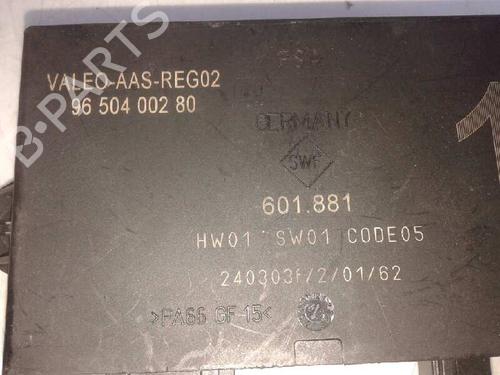 VALEO-AAS-REG02
96 504 002 80
GERMANY
SWF
601.881
HW01 SW01 CODE05
240303f/2/01/62
>PA66 GF-15<
B-PARTS